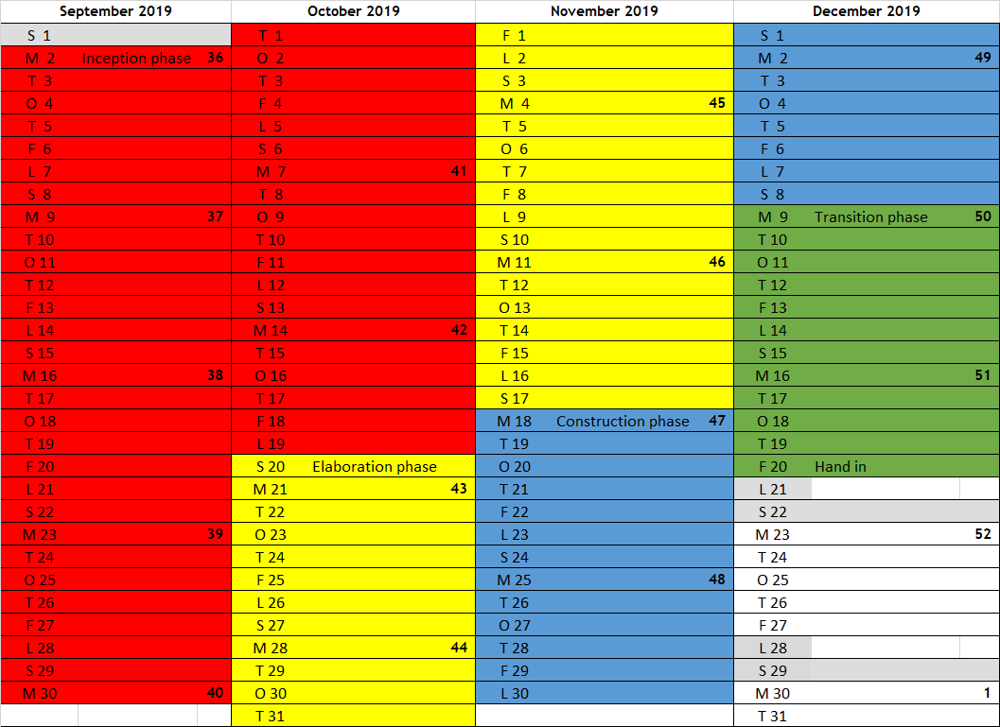 September 2019 October 2019 November 2019 December 2019
S 1 T 1 F 1 S 1
M 2 Inception phase 36 O 2 L 2 M 2 49
T 3 T 3 S 3 T 3
O 4 F 4 M 4 45 O 4
T 5 L 5 T 5 T 5
F 6 S 6 O 6 F 6
L 7 M 7 41 T 7 L 7
S 8 T 8 F 8 S 8
M 9 37 O 9 L 9 M 9 Transition phase 50
T 10 T 10 S 10 T 10
O 11 F 11 M 11 46 O 11
T 12 L 12 T 12 T 12
F 13 S 13 O 13 F 13
L 14 M 14 42 T 14 L 14
S 15 T 15 F 15 S 15
M 16 38 O 16 L 16 M 16 51
T 17 T 17 S 17 T 17
O 18 F 18 M 18 Construction phase 47 O 18
T 19 L 19 T 19 T 19
F 20 S 20 Elaboration phase O 20 F 20 Hand in
L 21 M 21 43 T 21 L 21
S 22 T 22 F 22 S 22
M 23 39 O 23 L 23 M 23 52
T 24 T 24 S 24 T 24
O 25 F 25 M 25 48 O 25
T 26 L 26 T 26 T 26
F 27 S 27 O 27 F 27
L 28 M 28 44 T 28 L 28
S 29 T 29 F 29 S 29
M 30 40 O 30 L 30 M 30 1
T 31 T 31